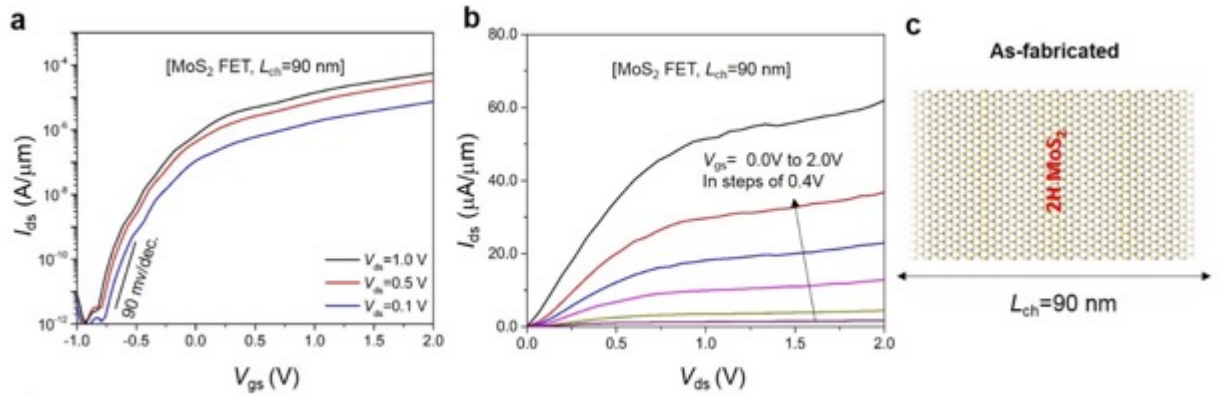 a
[MoS₂ FET, Lch=90 nm]
10⁻⁴
10⁻⁶
10⁻⁸
10⁻¹⁰
10⁻¹²
Ids (A/μm)
90 mv/dec.
Vds=1.0 V
Vds=0.5 V
Vds=0.1 V
-1.0 -0.5 0.0 0.5 1.0 1.5 2.0
Vgs (V)
b
[MoS₂ FET, Lch=90 nm]
80.0
60.0
40.0
20.0
0.0
Ids (μA/μm)
Vgs= 0.0V to 2.0V
In steps of 0.4V
0.0 0.5 1.0 1.5 2.0
Vds (V)
c
As-fabricated
2H MoS₂
Lch=90 nm